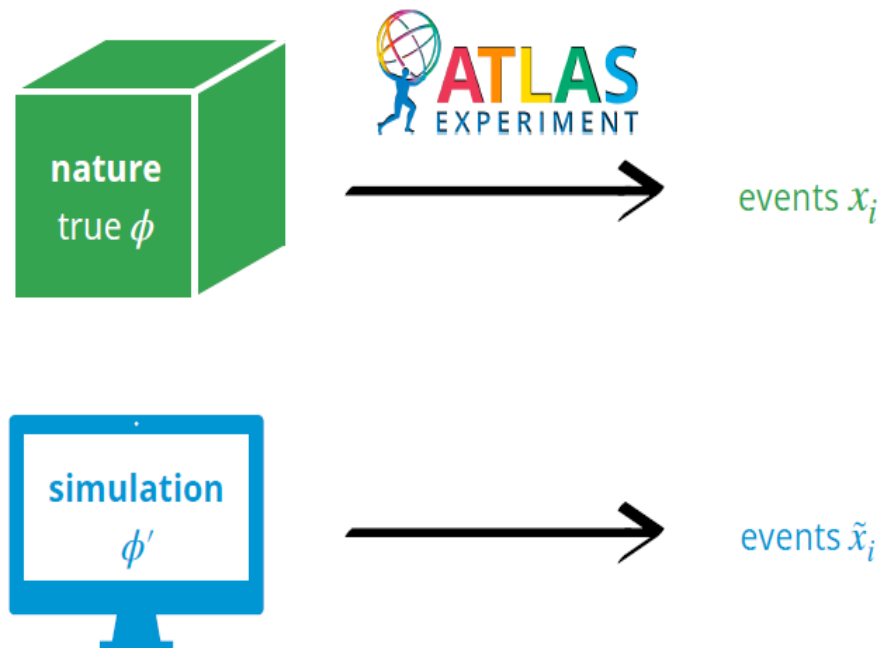 ATLAS
EXPERIMENT
nature
true ϕ
events xᵢ
simulation
ϕ′
events x̃ᵢ